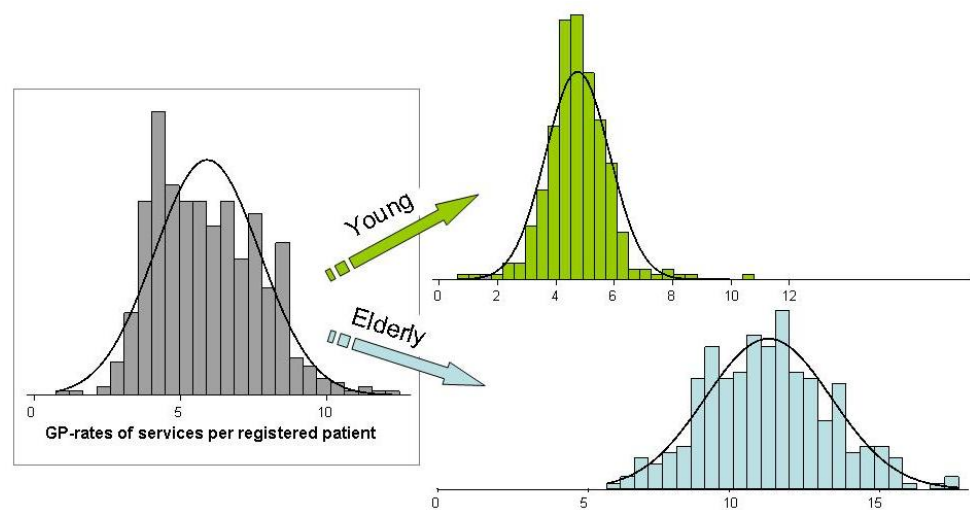 Young
0 2 4 6 8 10 12
Elderly
0 5 10
GP-rates of services per registered patient
0 5 10 15